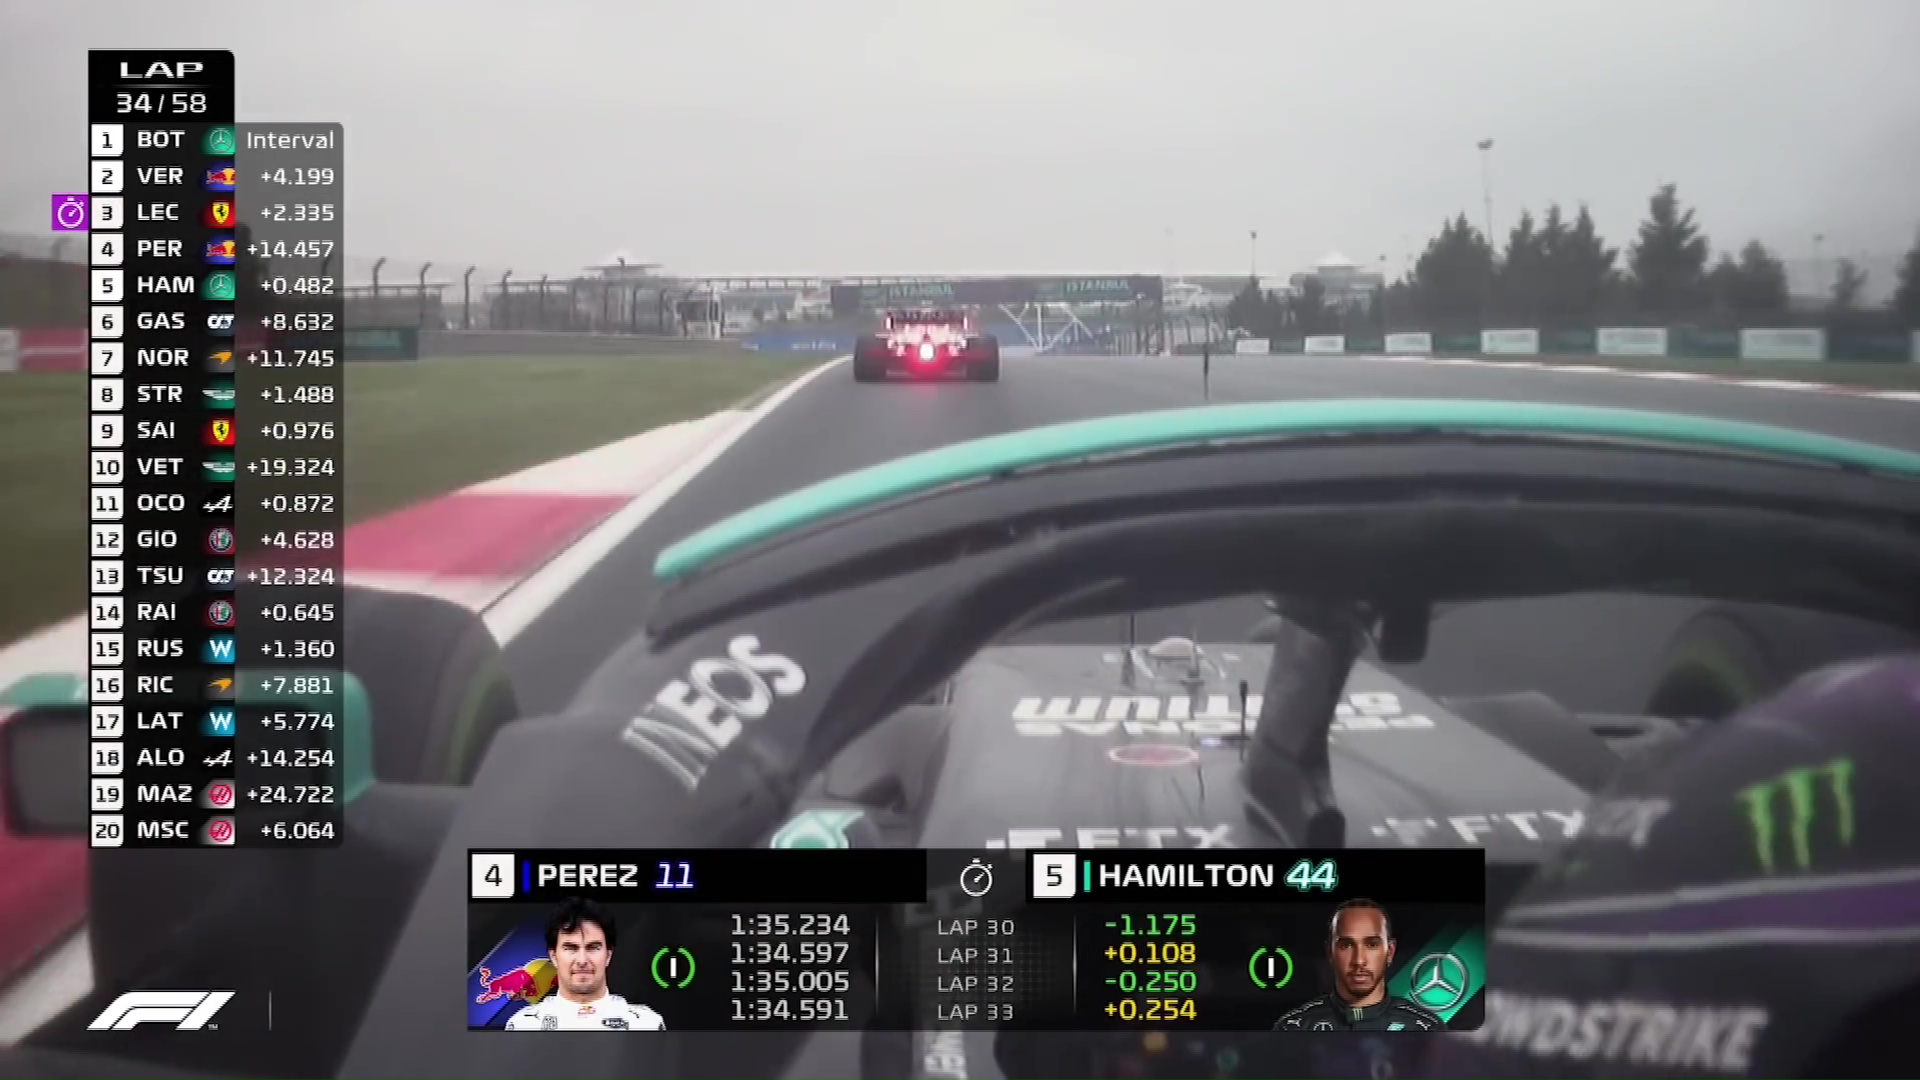 LAP
34/58
1 BOT Interval
2 VER +4.199
3 LEC +2.335
4 PER +14.457
5 HAM +0.482
6 GAS +8.632
7 NOR +11.745
8 STR +1.488
9 SAI +0.976
10 VET +19.324
11 OCO +0.872
12 GIO +4.628
13 TSU +12.324
14 RAI +0.645
15 RUS W +1.360
16 RIC +7.881
17 LAT W +5.774
18 ALO +14.254
19 MAZ +24.722
20 MSC +6.064
ISTANBUL ISTANBUL
INEOS
FTX FTX
4 PEREZ 11 5 HAMILTON 44
1:35.234 LAP 30 -1.175
1:34.597 LAP 31 +0.108
1:35.005 LAP 32 -0.250
1:34.591 LAP 33 +0.254
I I
F1